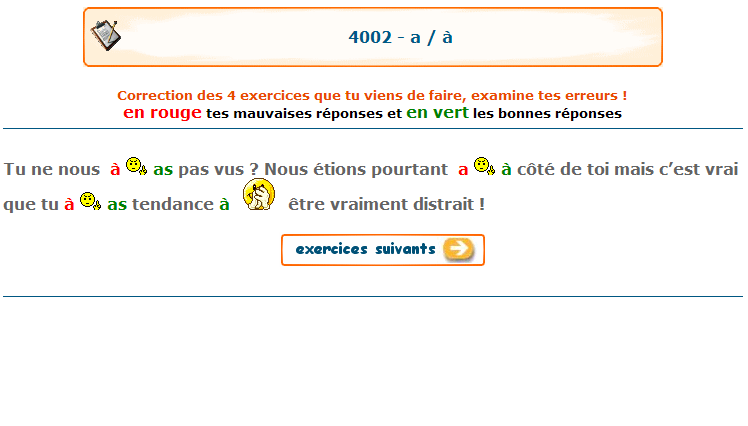 4002 - a / à
Correction des 4 exercices que tu viens de faire, examine tes erreurs !
en rouge tes mauvaises réponses et en vert les bonnes réponses
Tu ne nous à as pas vus ? Nous étions pourtant a à côté de toi mais c’est vrai
que tu à as tendance à être vraiment distrait !
exercices suivants